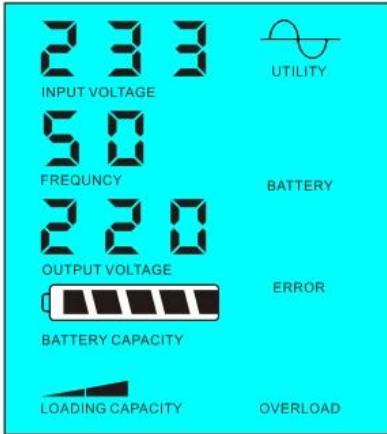 233
INPUT VOLTAGE
UTILITY
50
FREQUNCY
BATTERY
220
OUTPUT VOLTAGE
ERROR
BATTERY CAPACITY
LOADING CAPACITY
OVERLOAD